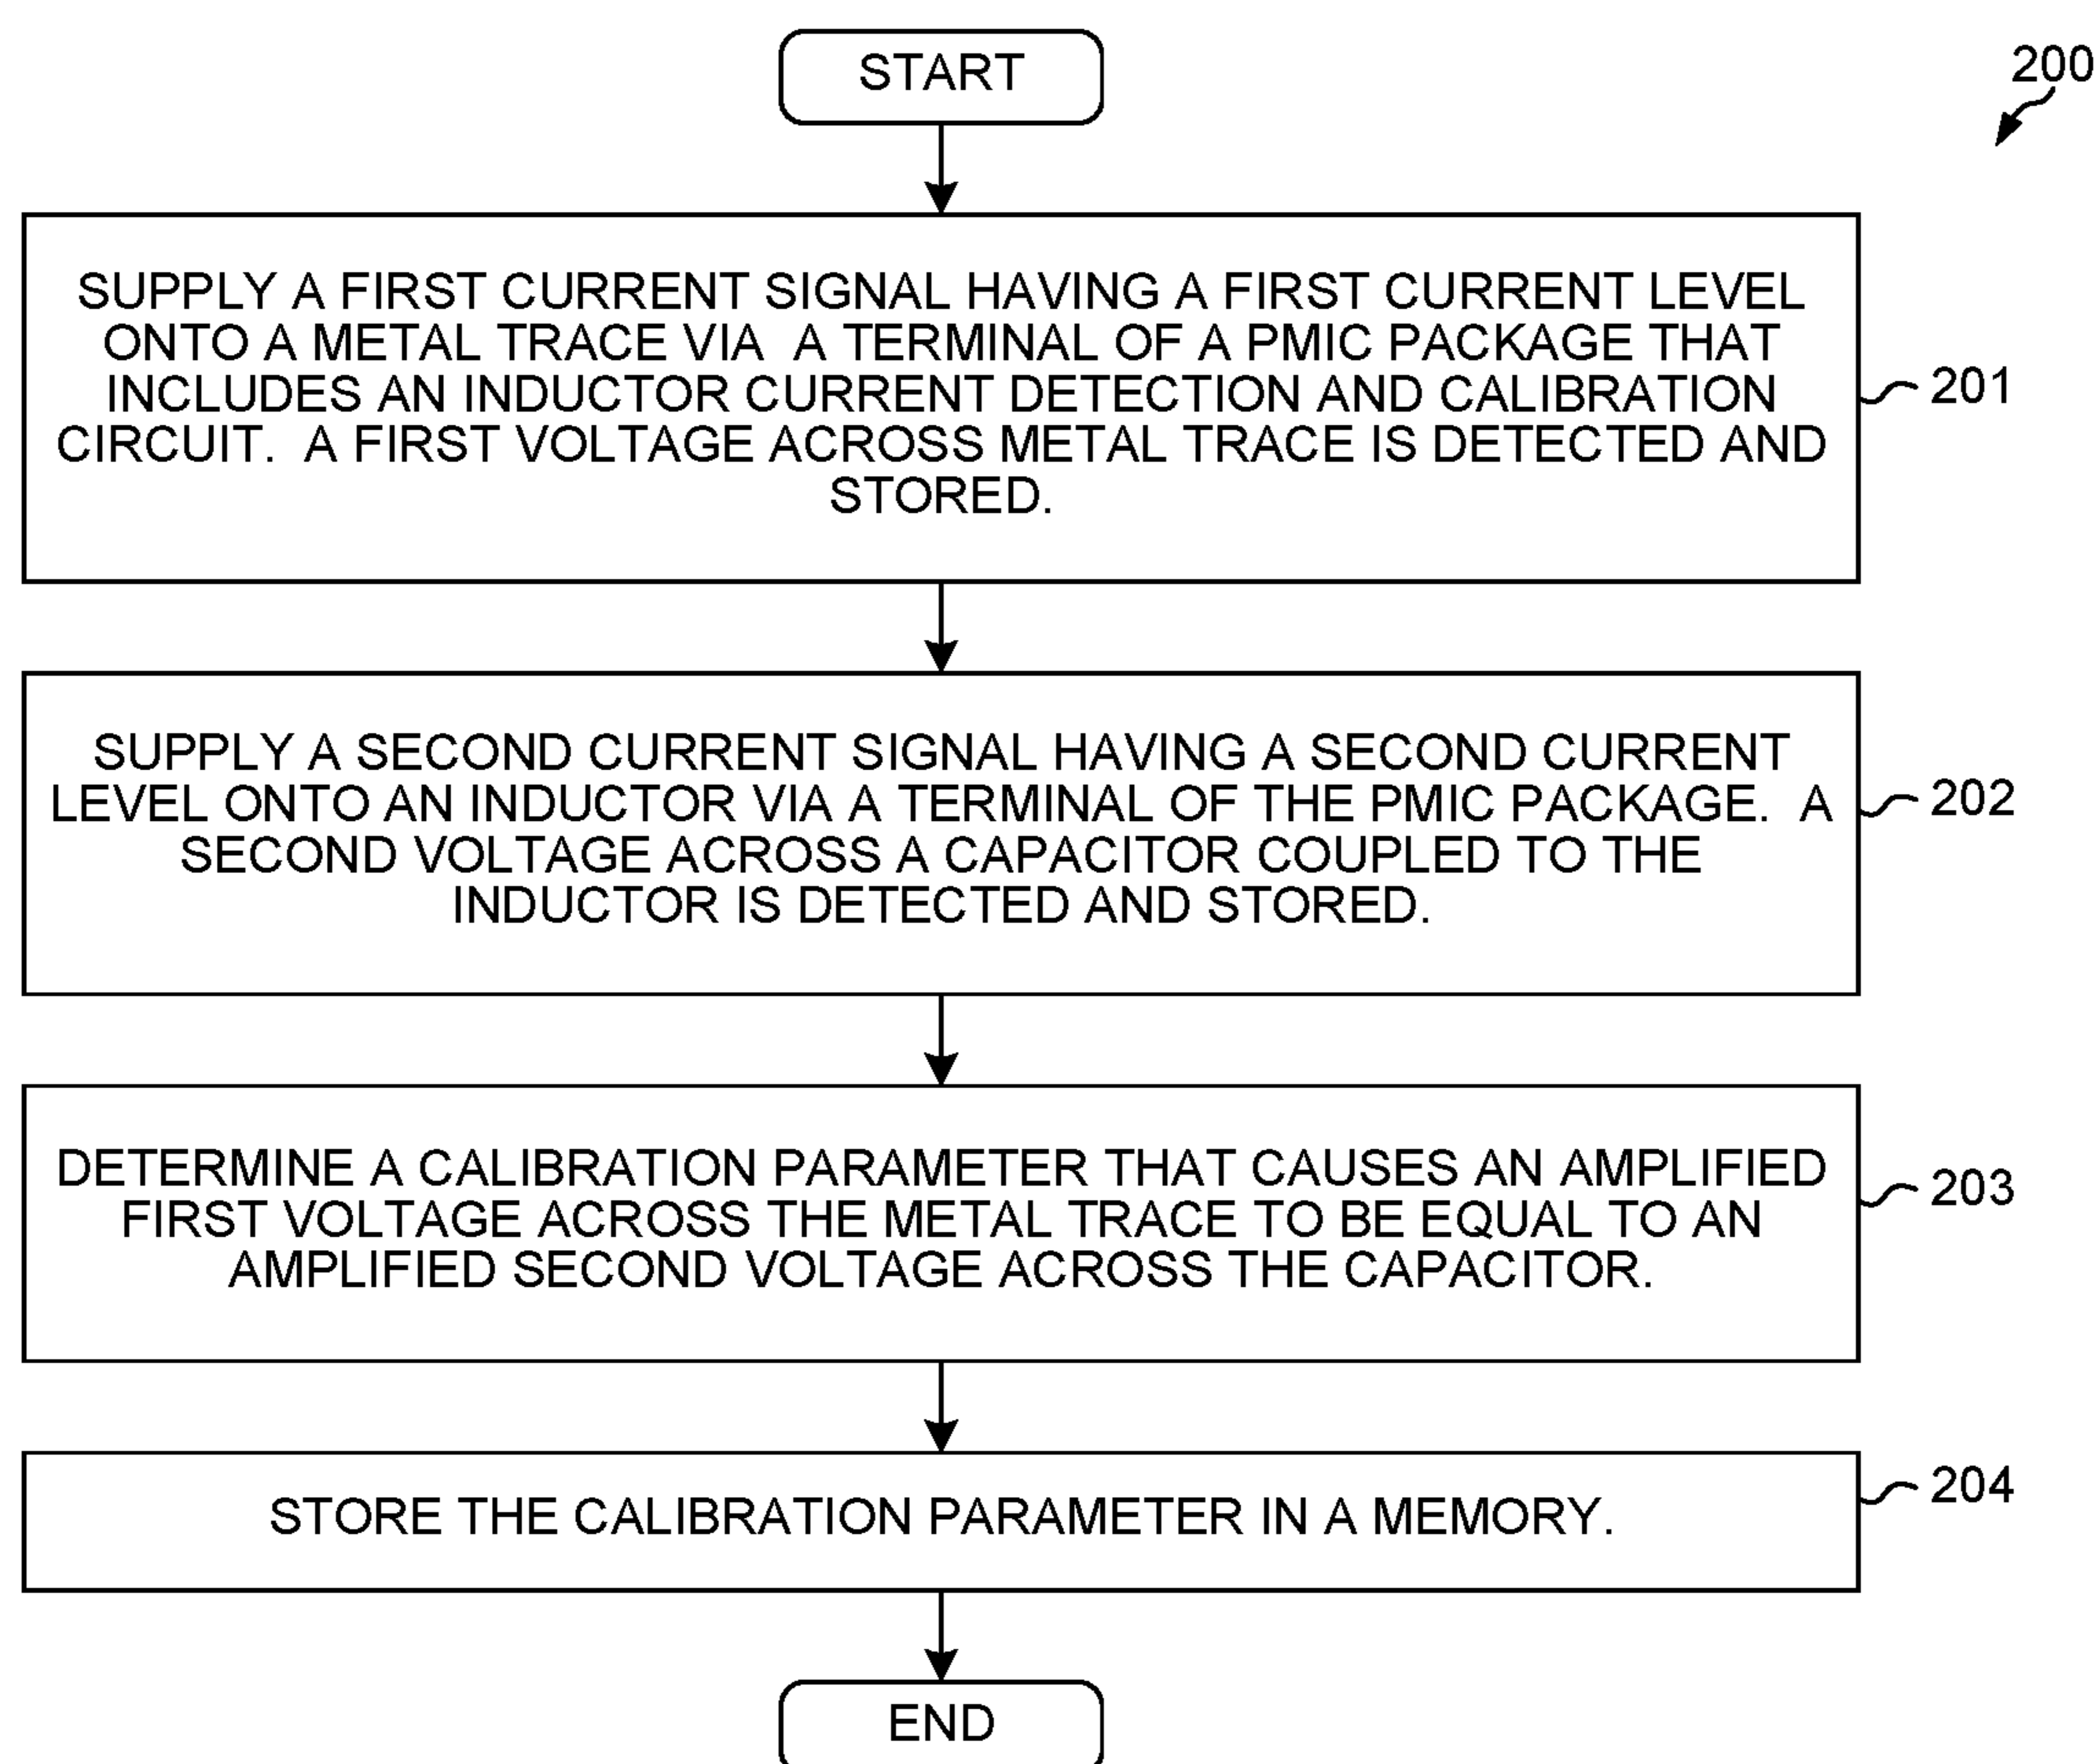 START
200
SUPPLY A FIRST CURRENT SIGNAL HAVING A FIRST CURRENT LEVEL
ONTO A METAL TRACE VIA A TERMINAL OF A PMIC PACKAGE THAT
INCLUDES AN INDUCTOR CURRENT DETECTION AND CALIBRATION
CIRCUIT. A FIRST VOLTAGE ACROSS METAL TRACE IS DETECTED AND
STORED.
201
SUPPLY A SECOND CURRENT SIGNAL HAVING A SECOND CURRENT
LEVEL ONTO AN INDUCTOR VIA A TERMINAL OF THE PMIC PACKAGE. A
SECOND VOLTAGE ACROSS A CAPACITOR COUPLED TO THE
INDUCTOR IS DETECTED AND STORED.
202
DETERMINE A CALIBRATION PARAMETER THAT CAUSES AN AMPLIFIED
FIRST VOLTAGE ACROSS THE METAL TRACE TO BE EQUAL TO AN
AMPLIFIED SECOND VOLTAGE ACROSS THE CAPACITOR.
203
STORE THE CALIBRATION PARAMETER IN A MEMORY.
204
END